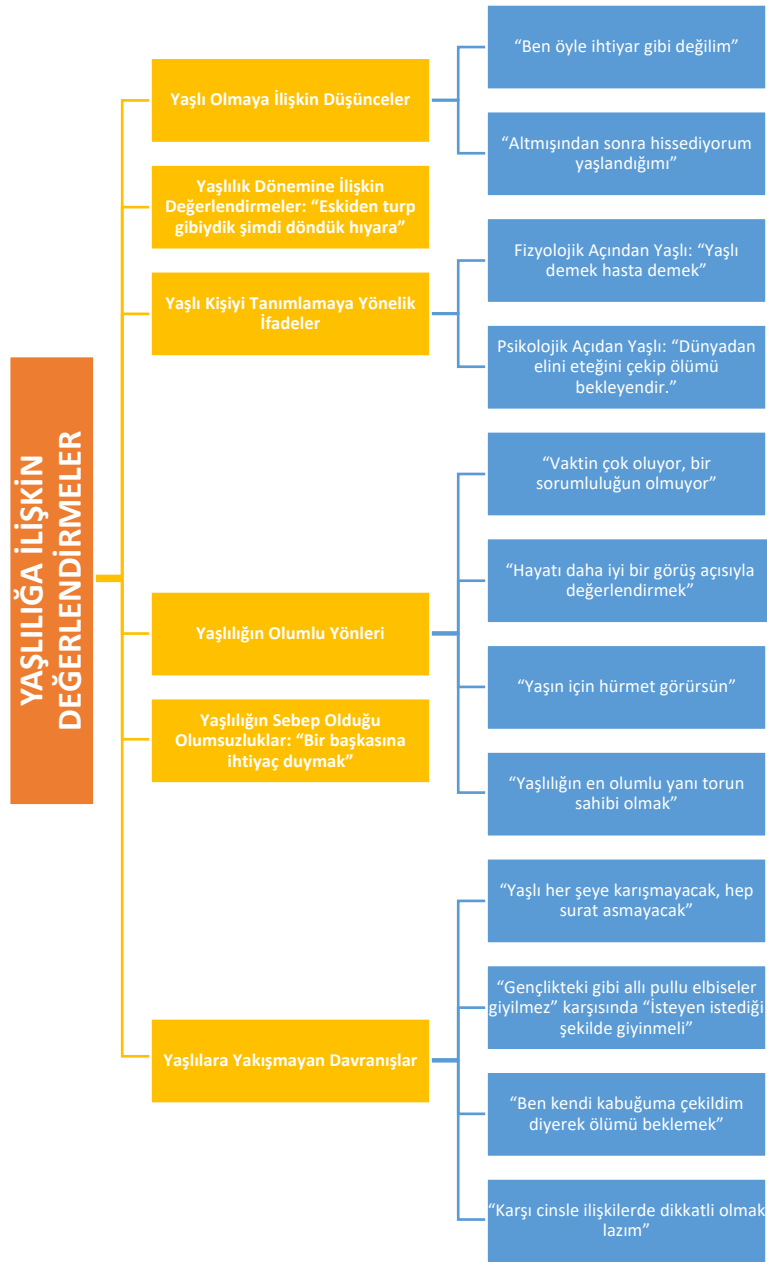 YAŞLILIĞA İLİŞKİN
DEĞERLENDİRMELER
Yaşlı Olmaya İlişkin Düşünceler
“Ben öyle ihtiyar gibi değilim”
“Altmışından sonra hissediyorum
yaşlandığımı”
Yaşlılık Dönemine İlişkin
Değerlendirmeler: “Eskiden turp
gibiydik şimdi döndük hıyara”
Yaşlı Kişiyi Tanımlamaya Yönelik
İfadeler
Fizyolojik Açından Yaşlı: “Yaşlı
demek hasta demek”
Psikolojik Açıdan Yaşlı: “Dünyadan
elini eteğini çekip ölümü
bekleyendir.”
Yaşlılığın Olumlu Yönleri
“Vaktin çok oluyor, bir
sorumluluğun olmuyor”
“Hayatı daha iyi bir görüş açısıyla
değerlendirmek”
“Yaşın için hürmet görürsün”
“Yaşlılığın en olumlu yanı torun
sahibi olmak”
Yaşlılığın Sebep Olduğu
Olumsuzluklar: “Bir başkasına
ihtiyaç duymak”
Yaşlılara Yakışmayan Davranışlar
“Yaşlı her şeye karışmayacak, hep
surat asmayacak”
“Gençlikteki gibi allı pullu elbiseler
giyilmez” karşısında “İsteyen istediği
şekilde giyinmeli”
“Ben kendi kabuğuma çekildim
diyerek ölümü beklemek”
“Karşı cinsle ilişkilerde dikkatli olmak
lazım”